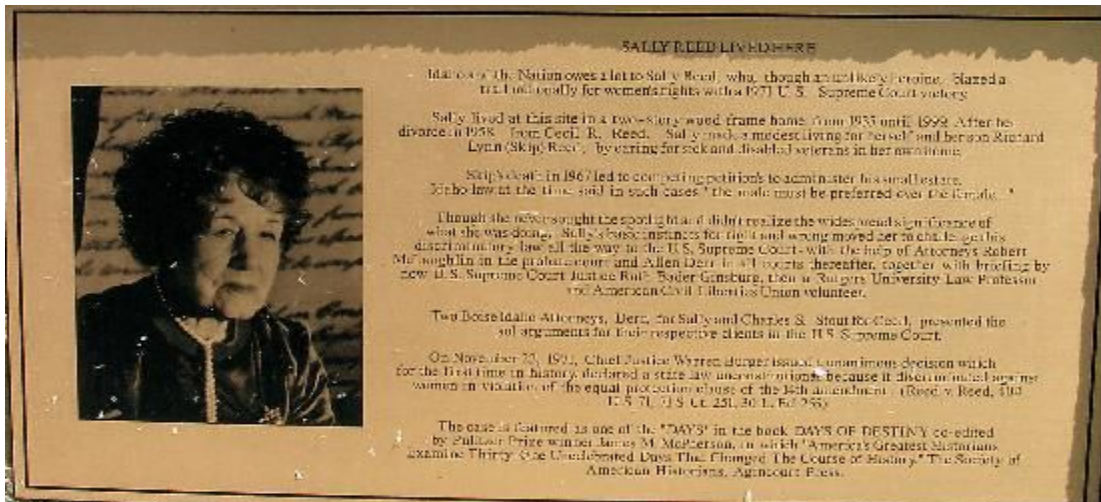 SALLY REED LIVED HERE
Idaho and the Nation owes a lot to Sally Reed, who, though an unlikely heroine, blazed a
trail nationally for women's rights with a 1971 U.S. Supreme Court victory.
Sally lived at this site in a two-story wood frame home from until 1999. After her
divorce in 1958 from Cecil R. Reed, Sally made a modest living for herself and her son Richard
Lynn (Skip) Reed, by caring for sick and disabled veterans in her own home.
Skip's death in 1967 led to competing petition's to administer his small estate.
Idaho law at the time said in such cases "the male must be preferred over the female..."
Though she never sought the spotlight and didn't realize the widespread significance of
what she was doing, Sally's basic instincts for right and wrong moved her to challenge this
discriminatory law all the way to the U.S. Supreme Court - with the help of Attorneys Robert
McLaughlin in the probate court and Allen Derr in all courts thereafter, together with briefing by
now U.S. Supreme Court Justice Ruth Bader Ginsburg, then a Rutgers University Law Professor
and American Civil Liberties Union volunteer.
Two Boise Idaho Attorneys, Derr, for Sally and Charles S. Stout for Cecil, presented the
arguments for their respective clients in the U.S. Supreme Court.
On November 22, 1971, Chief Justice Warren Burger issued a unanimous decision which
for the first time in history, declared a state law unconstitutional because it discriminated against
women in violation of the equal protection clause of the 14th amendment. (Reed v. Reed, 404
U.S. 71, S. Ct. 251, 30 L. Ed 255).
The case is featured as one of the "DAYS" in the book DAYS OF DESTINY co-edited
by Pulitzer Prize winner James M. McPherson, in which "America's Greatest Historians
Examine Thirty-One Uncelebrated Days That Changed The Course of History." The Society of
American Historians, Agincourt Press.